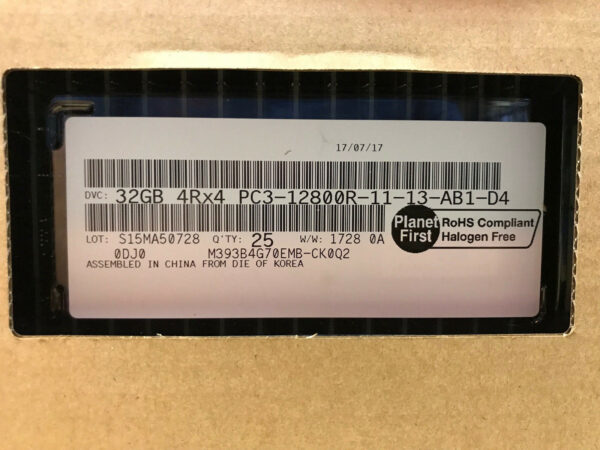 17/07/17
DVC: 32GB 4Rx4 PC3-12800R-11-13-AB1-D4
LOT: S15MA50728 Q'TY: 25 W/W: 1728 0A
0DJ0 M393B4G70EMB-CK0Q2
ASSEMBLED IN CHINA FROM DIE OF KOREA
Planet First
RoHS Compliant
Halogen Free